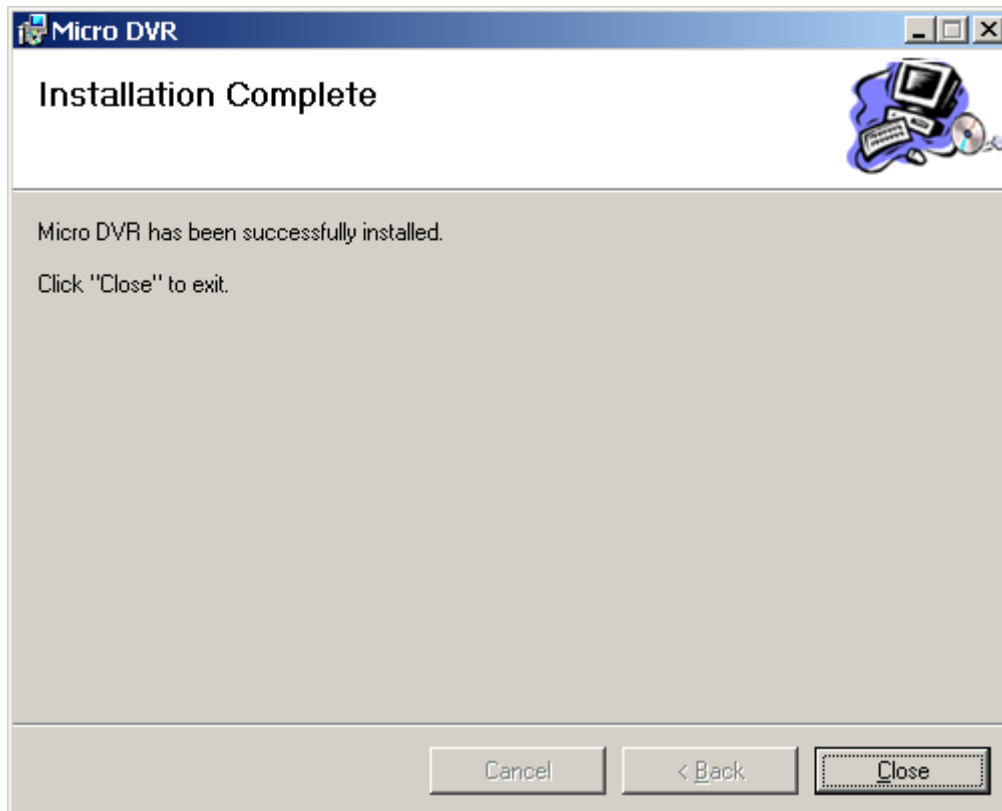 Micro DVR
Installation Complete
Micro DVR has been successfully installed.
Click "Close" to exit.
Cancel
< Back
Close